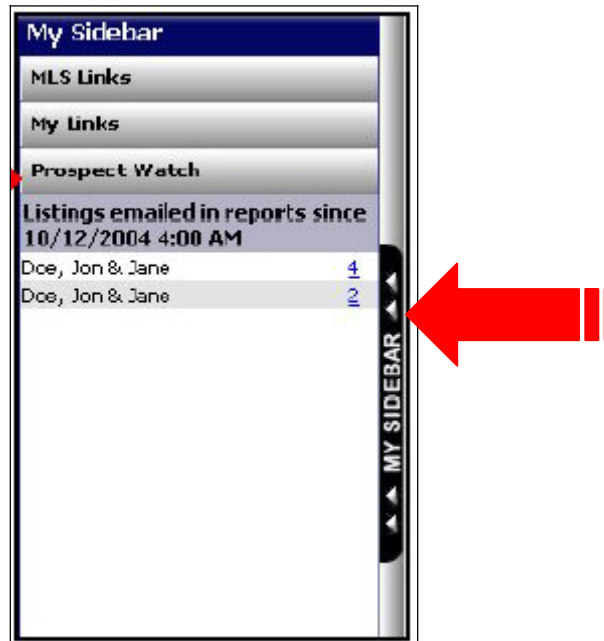 My Sidebar
MLS Links
My Links
Prospect Watch
Listings emailed in reports since
10/12/2004 4:00 AM
Doe, Jon & Jane 4
Doe, Jon & Jane 2
MY SIDEBAR